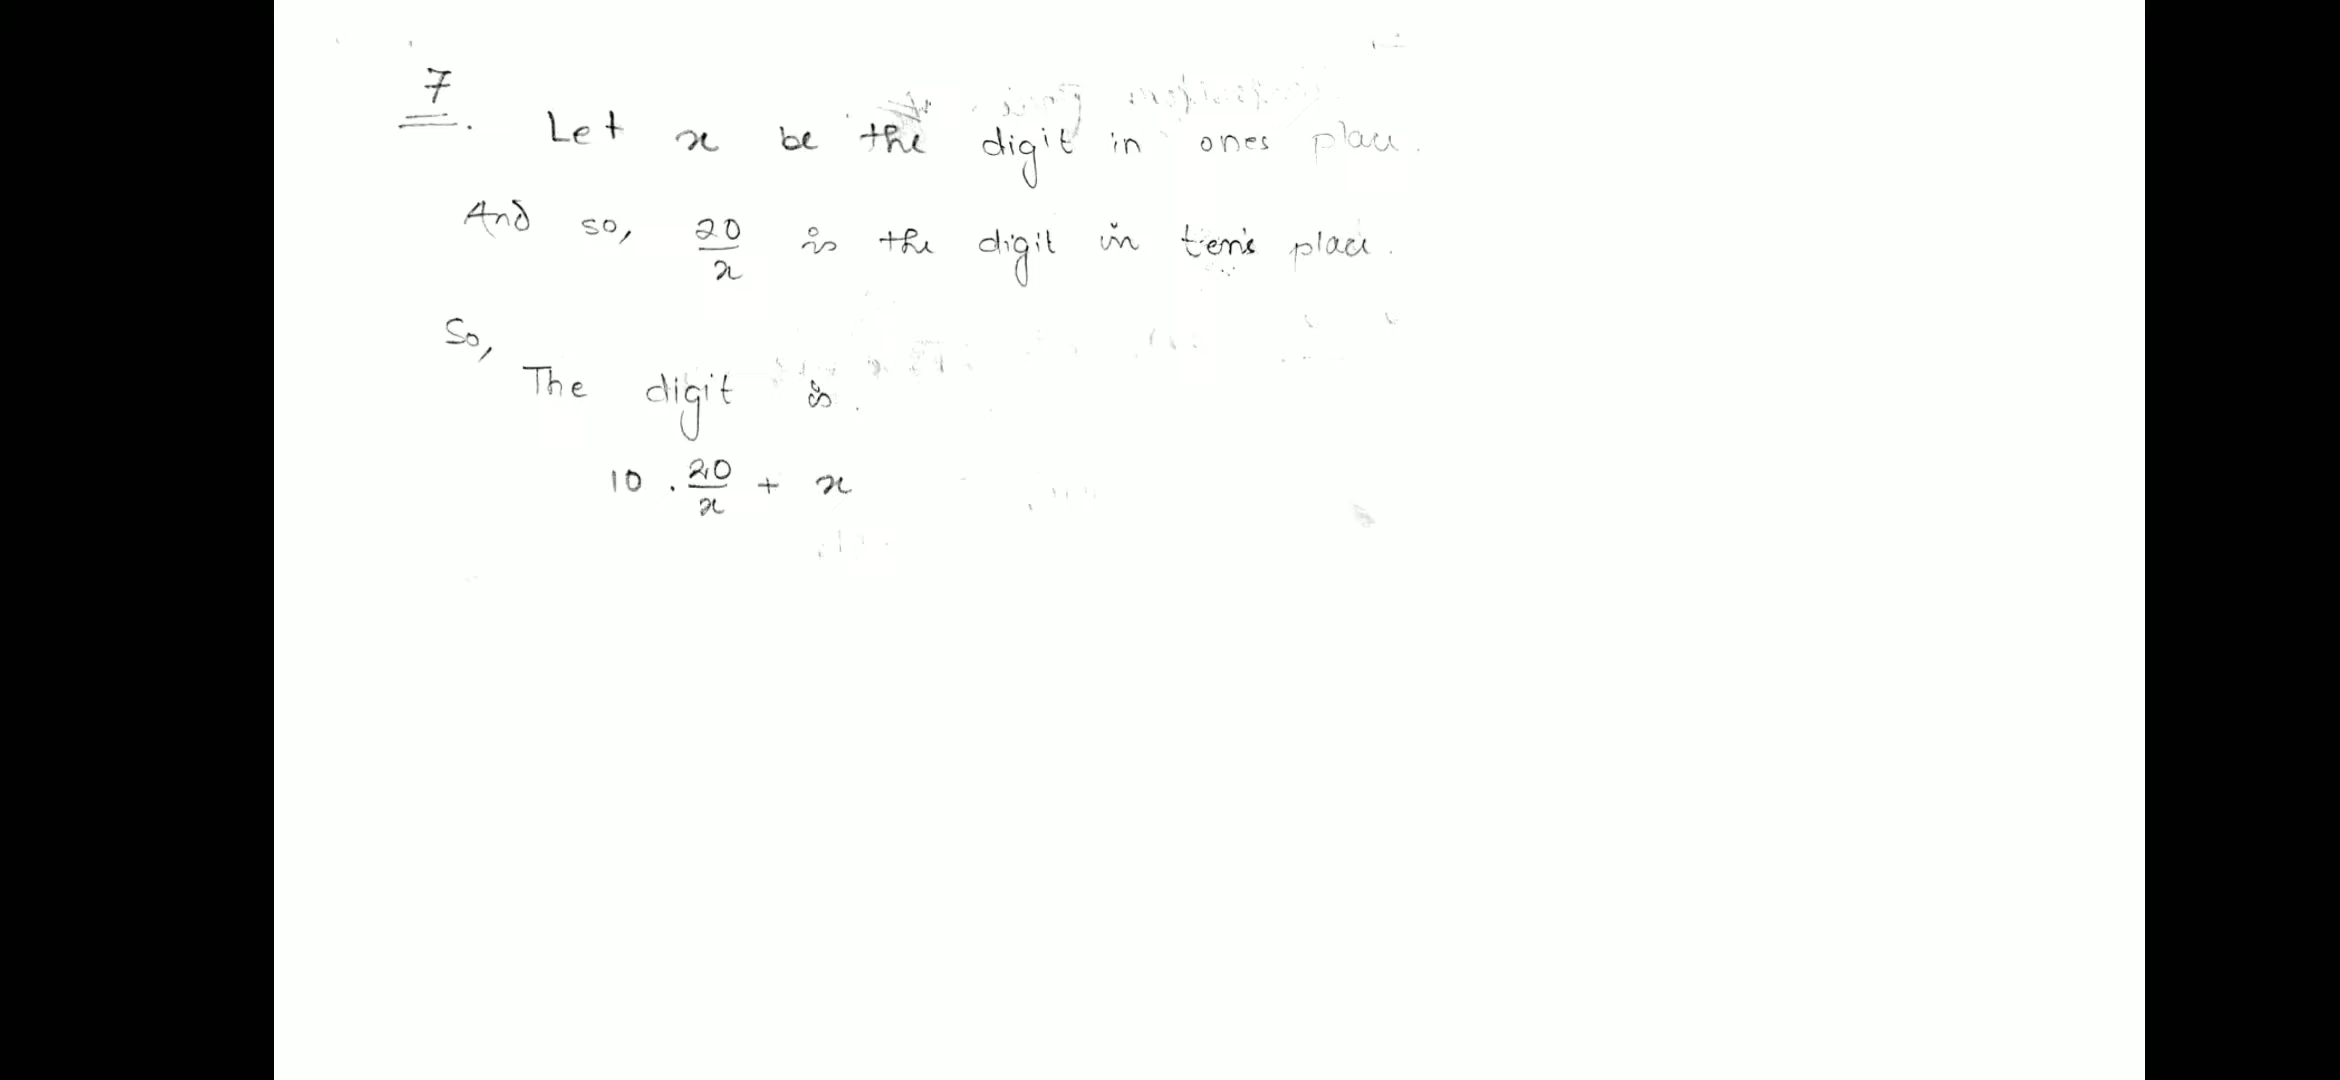 7.
Let x be the digit in ones place.
And so, 20/x is the digit in ten's place.
So,
The digit is
10 . 20/x + x